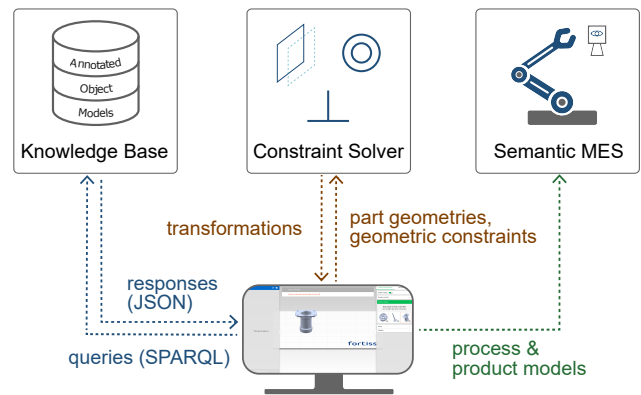 Annotated
Object
Models
Knowledge Base
Constraint Solver
Semantic MES
transformations
part geometries,
geometric constraints
responses
(JSON)
queries (SPARQL)
fortiss
process &
product models